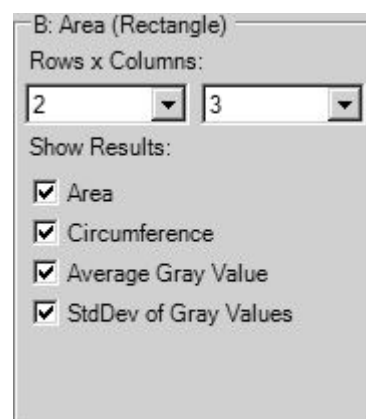 B: Area (Rectangle)
Rows x Columns:
2 3
Show Results:
Area
Circumference
Average Gray Value
StdDev of Gray Values